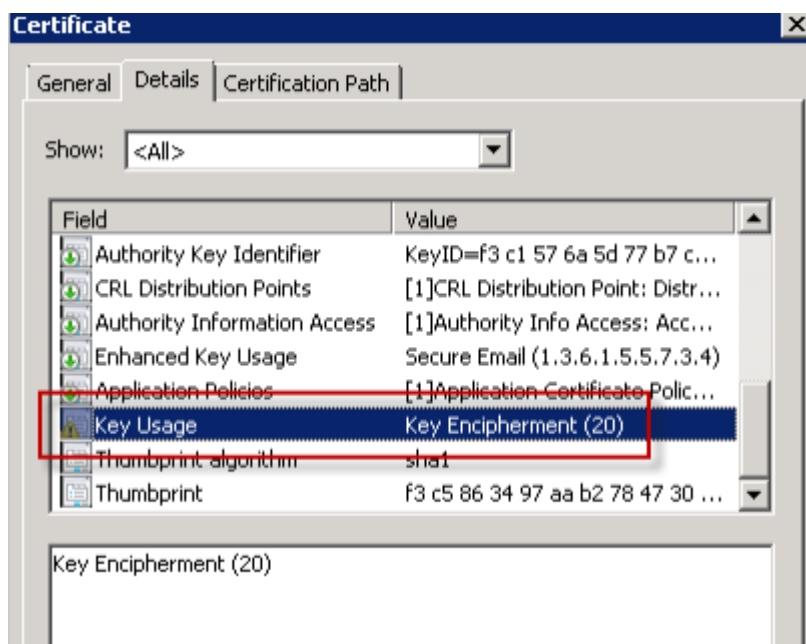 Certificate
General Details Certification Path
Show: <All>
Field Value
Authority Key Identifier KeyID=f3 c1 57 6a 5d 77 b7 c...
CRL Distribution Points [1]CRL Distribution Point: Distr...
Authority Information Access [1]Authority Info Access: Acc...
Enhanced Key Usage Secure Email (1.3.6.1.5.5.7.3.4)
Application Policies [1]Application Certificate Polic...
Key Usage Key Encipherment (20)
Thumbprint algorithm sha1
Thumbprint f3 c5 86 34 97 aa b2 78 47 30 ...
Key Encipherment (20)